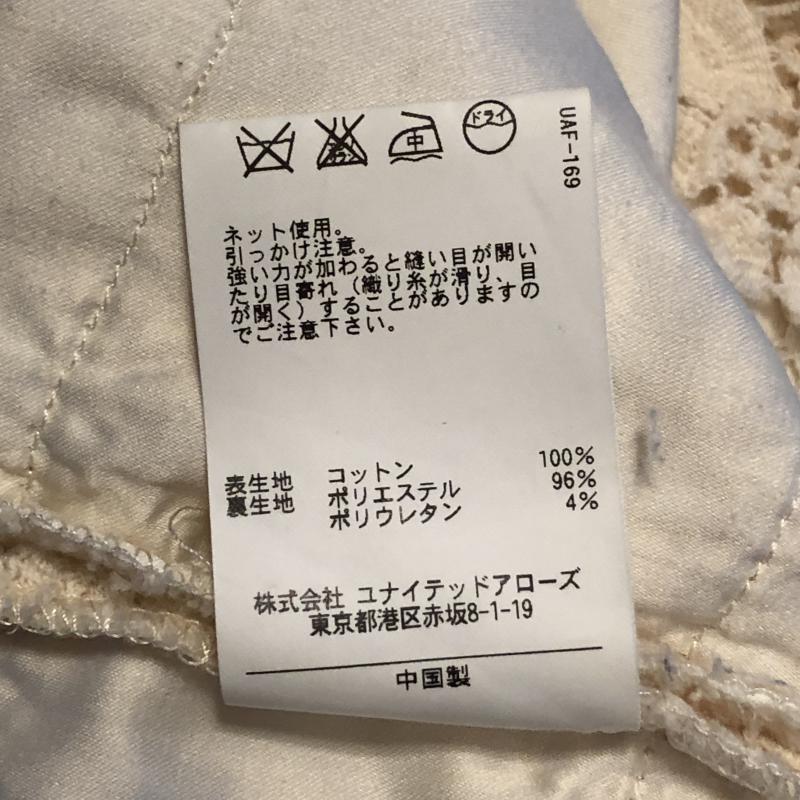 エンソ
中
ドライ
UAF-169
ネット使用。
引っかけ注意。
強い力が加わると縫い目が開い
たり目寄れ（織り糸が滑り、目
が開く）することがありますの
でご注意下さい。
表生地 コットン 100%
裏生地 ポリエステル 96%
ポリウレタン 4%
株式会社 ユナイテッドアローズ
東京都港区赤坂8-1-19
中国製